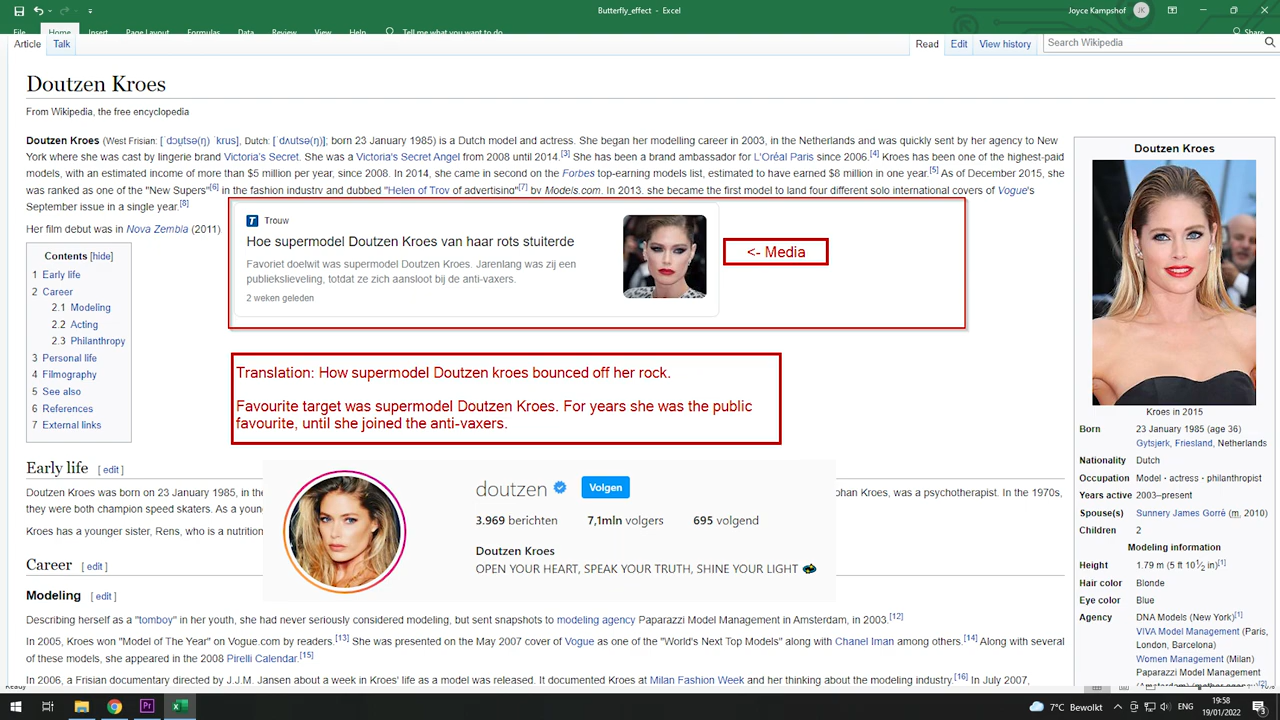 Butterfly_effect - Excel
Joyce Kampshof JK
File Home Insert Page Layout Formulas Data Review View Help Tell me what you want to do Share
Article Talk Read Edit View history Search Wikipedia
Doutzen Kroes
From Wikipedia, the free encyclopedia
Doutzen Kroes (West Frisian: [ˈdɔu̯tsə(ŋ) ˈkrus], Dutch: [ˈdʌutsə(ŋ)]; born 23 January 1985) is a Dutch model and actress. She began her modelling career in 2003, in the Netherlands and was quickly sent by her agency to New
York where she was cast by lingerie brand Victoria's Secret. She was a Victoria's Secret Angel from 2008 until 2014.[3] She has been a brand ambassador for L'Oréal Paris since 2006.[4] Kroes has been one of the highest-paid
models, with an estimated income of more than $5 million per year, since 2008. In 2014, she came in second on the Forbes top-earning models list, estimated to have earned $8 million in one year.[5] As of December 2015, she
was ranked as one of the "New Supers"[6] in the fashion industry and dubbed "Helen of Troy of advertising"[7] by Models.com. In 2013, she became the first model to land four different solo international covers of Vogue's
September issue in a single year.[8]
Her film debut was in Nova Zembla (2011)
T Trouw
Hoe supermodel Doutzen Kroes van haar rots stuiterde
Favoriet doelwit was supermodel Doutzen Kroes. Jarenlang was zij een
publiekslieveling, totdat ze zich aansloot bij de anti-vaxers.
2 weken geleden
<- Media
Contents [hide]
1 Early life
2 Career
2.1 Modeling
2.2 Acting
2.3 Philanthropy
3 Personal life
4 Filmography
5 See also
6 References
7 External links
Translation: How supermodel Doutzen kroes bounced off her rock.
Favourite target was supermodel Doutzen Kroes. For years she was the public
favourite, until she joined the anti-vaxers.
Early life [ edit ]
Doutzen Kroes was born on 23 January 1985, in the
ohan Kroes, was a psychotherapist. In the 1970s,
they were both champion speed skaters. As a young
Kroes has a younger sister, Rens, who is a nutrition
doutzen Volgen
3.969 berichten 7,1mln volgers 695 volgend
Doutzen Kroes
OPEN YOUR HEART, SPEAK YOUR TRUTH, SHINE YOUR LIGHT
Career [ edit ]
Modeling [ edit ]
Describing herself as a "tomboy" in her youth, she had never seriously considered modeling, but sent snapshots to modeling agency Paparazzi Model Management in Amsterdam, in 2003.[12]
In 2005, Kroes won "Model of The Year" on Vogue.com by readers.[13] She was presented on the May 2007 cover of Vogue as one of the "World's Next Top Models" along with Chanel Iman among others.[14] Along with several
of these models, she appeared in the 2008 Pirelli Calendar.[15]
In 2006, a Frisian documentary directed by J.J.M. Jansen about a week in Kroes' life as a model was released. It documented Kroes at Milan Fashion Week and her thinking about the modeling industry.[16] In July 2007,
Doutzen Kroes
Kroes in 2015
Born 23 January 1985 (age 36)
Gytsjerk, Friesland, Netherlands
Nationality Dutch
Occupation Model · actress · philanthropist
Years active 2003–present
Spouse(s) Sunnery James Gorré (m. 2010)
Children 2
Modeling information
Height 1.79 m (5 ft 10 1⁄2 in)[1]
Hair color Blonde
Eye color Blue
Agency DNA Models (New York)[1]
VIVA Model Management (Paris,
London, Barcelona)
Women Management (Milan)
Paparazzi Model Management
Ready
7°C Bewolkt
ENG
19:58
19/01/2022
3